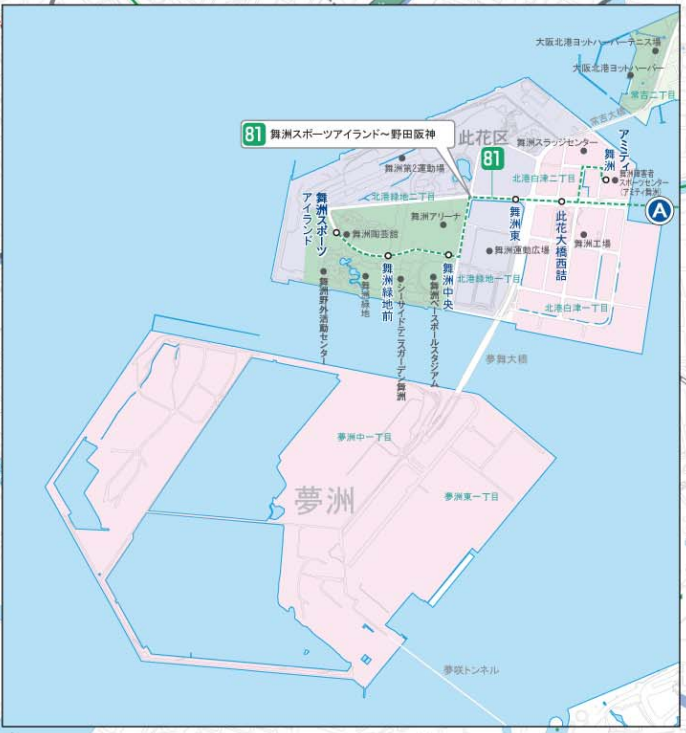 大阪北港ヨットハーバーテニス場
大阪北港ヨットハーバー
常吉二丁目
常吉大橋
81 舞洲スポーツアイランド～野田阪神
此花区
舞洲スラッジセンター
アミティ
舞洲
舞洲第2運動場
81
北港白津二丁目
舞洲障害者
スポーツセンター
(アミティ舞洲)
北港緑地二丁目
A
舞洲スポーツ
アイランド
舞洲アリーナ
舞洲陶芸館
舞洲東
此花大橋西詰
舞洲運動広場
舞洲工場
舞洲緑地前
舞洲中央
北港緑地一丁目
舞洲野外活動センター
舞洲緑地
シーサイドテニスガーデン舞洲
舞洲ベースボールスタジアム
北港白津一丁目
夢舞大橋
夢洲中一丁目
夢洲
夢洲東一丁目
夢咲トンネル